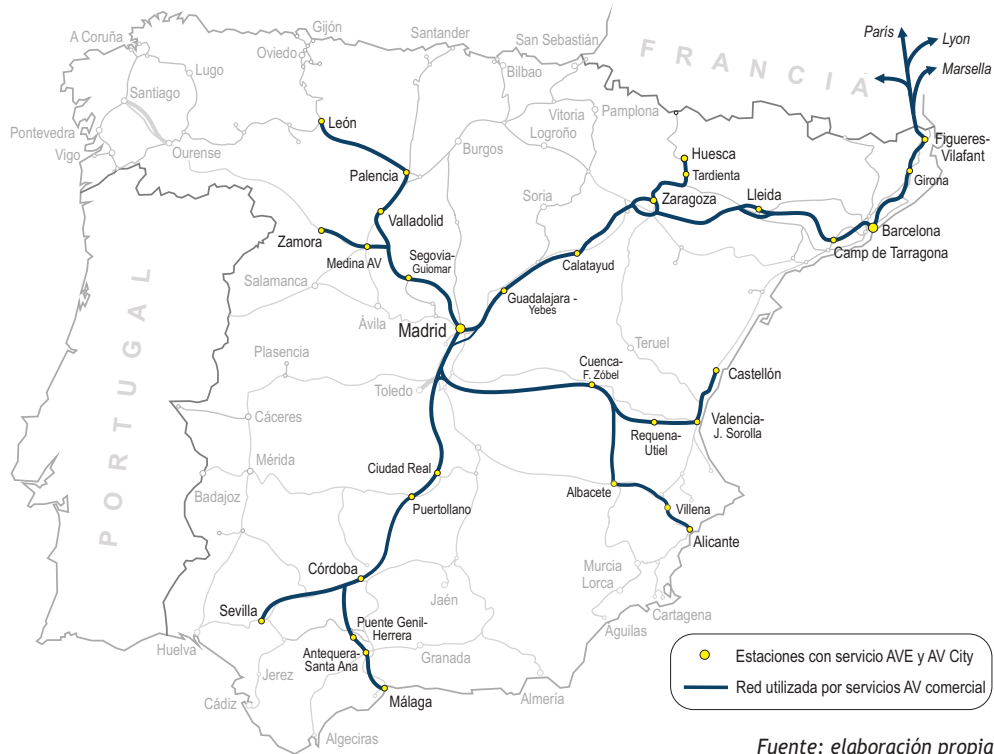 París
Lyon
Marsella
FRANCIA
A Coruña
Lugo
Santiago
Pontevedra
Vigo
Ourense
Gijón
Oviedo
Santander
San Sebastián
Bilbao
Vitoria
Logroño
Pamplona
Burgos
Soria
León
Palencia
Valladolid
Zamora
Medina AV
Segovia-
Guiomar
Salamanca
Ávila
Madrid
Huesca
Tardienta
Zaragoza
Lleida
Calatayud
Guadalajara -
Yebes
Figueres-
Vilafant
Girona
Barcelona
Camp de Tarragona
PORTUGAL
Plasencia
Toledo
Cáceres
Mérida
Badajoz
Teruel
Cuenca-
F. Zóbel
Castellón
Valencia-
J. Sorolla
Requena-
Utiel
Albacete
Villena
Alicante
Ciudad Real
Puertollano
Córdoba
Sevilla
Puente Genil-
Herrera
Antequera-
Santa Ana
Málaga
Huelva
Jerez
Cádiz
Algeciras
Granada
Jaén
Almería
Murcia
Lorca
Cartagena
Aguilas
Estaciones con servicio AVE y AV City
Red utilizada por servicios AV comercial
Fuente: elaboración propia